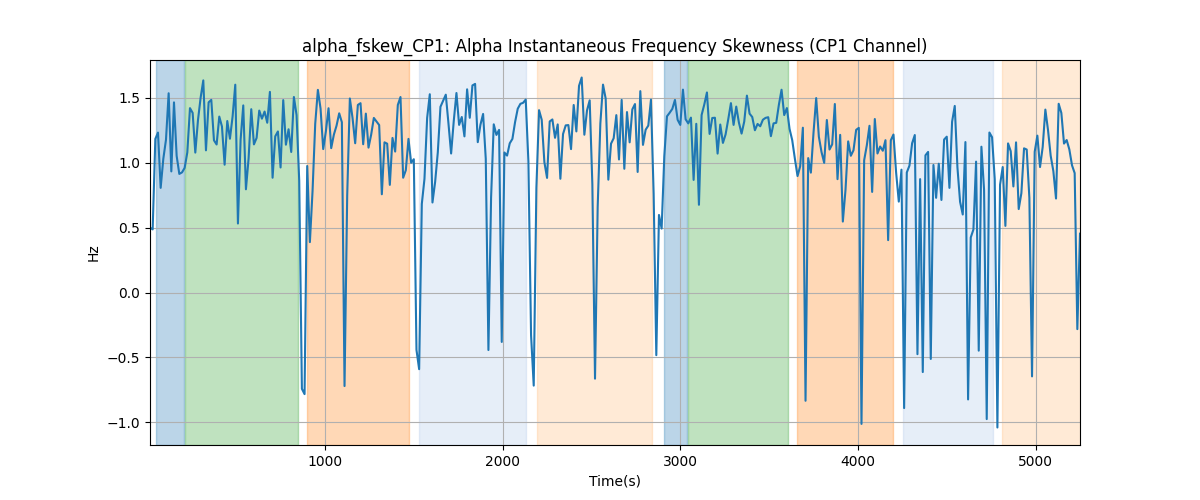 alpha_fskew_CP1: Alpha Instantaneous Frequency Skewness (CP1 Channel)
1.5
1.0
0.5
0.0
−0.5
−1.0
Hz
1000 2000 3000 4000 5000
Time(s)